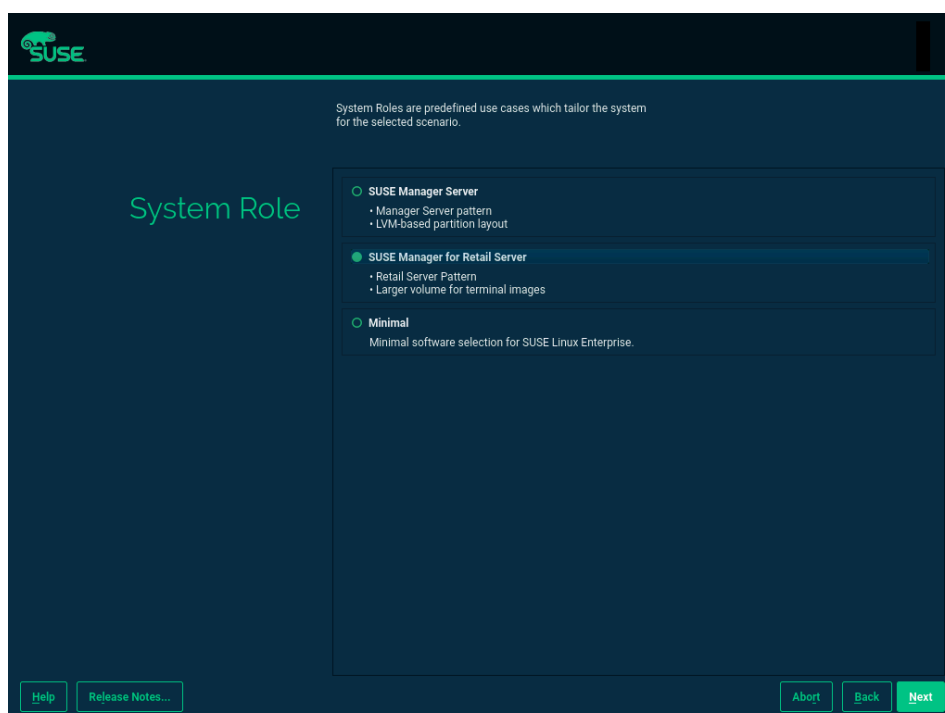 SUSE
System Roles are predefined use cases which tailor the system
for the selected scenario.
System Role
SUSE Manager Server
• Manager Server pattern
• LVM-based partition layout
SUSE Manager for Retail Server
• Retail Server Pattern
• Larger volume for terminal images
Minimal
Minimal software selection for SUSE Linux Enterprise.
Help
Release Notes...
Abort
Back
Next